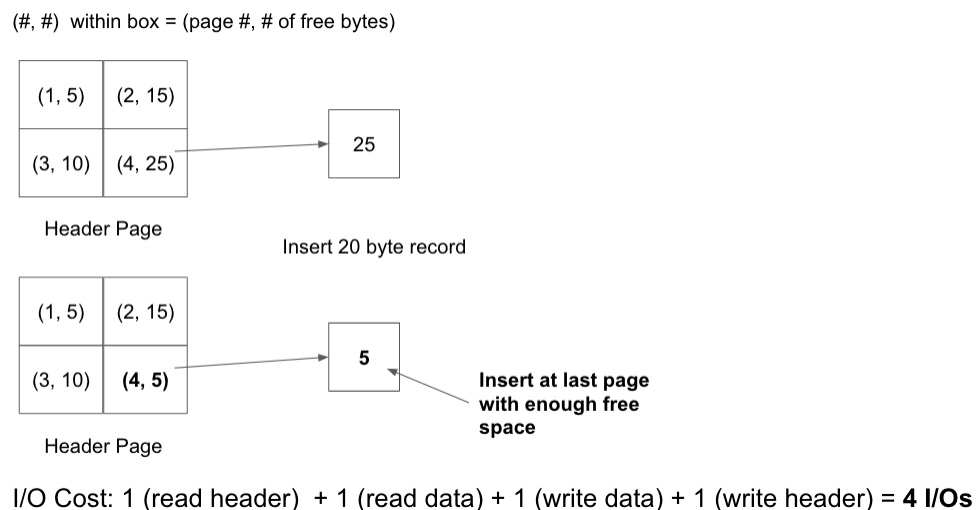 (#, #) within box = (page #, # of free bytes)
(1, 5) (2, 15)
(3, 10) (4, 25)
25
Header Page
Insert 20 byte record
(1, 5) (2, 15)
(3, 10) (4, 5)
5
Insert at last page
with enough free
space
Header Page
I/O Cost: 1 (read header) + 1 (read data) + 1 (write data) + 1 (write header) = 4 I/Os